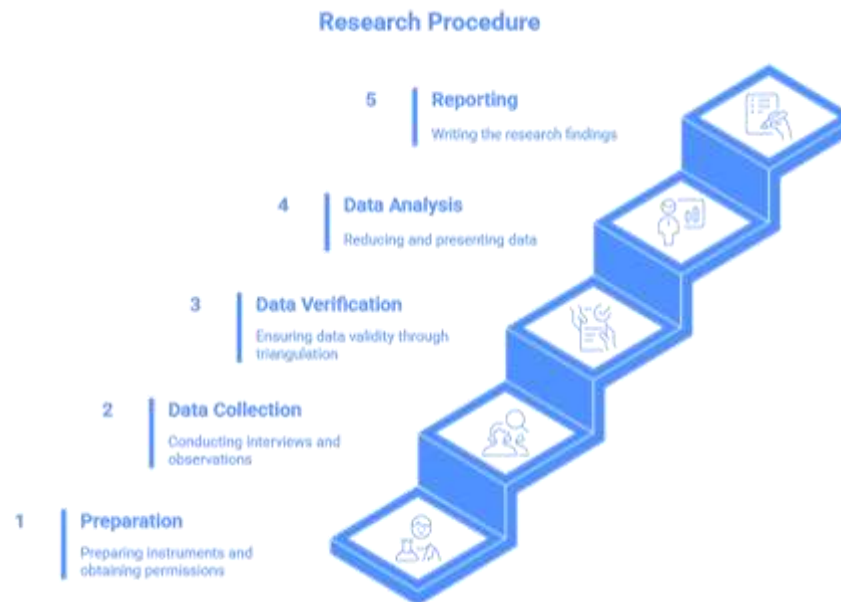 Research Procedure
5
Reporting
Writing the research findings
4
Data Analysis
Reducing and presenting data
3
Data Verification
Ensuring data validity through
triangulation
2
Data Collection
Conducting interviews and
observations
1
Preparation
Preparing instruments and
obtaining permissions